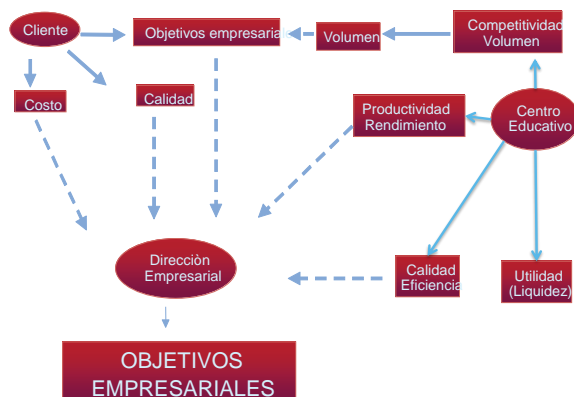 Cliente
Objetivos empresarial
Volumen
Competitividad
Volumen
Costo
Calidad
Productividad
Rendimiento
Centro
Educativo
Direcciòn
Empresarial
Calidad
Eficiencia
Utilidad
(Liquidez)
OBJETIVOS
EMPRESARIALES